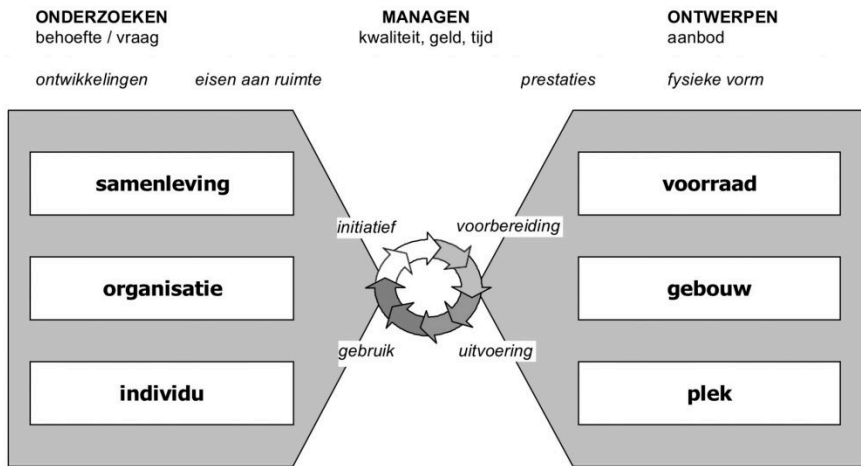 ONDERZOEKEN
behoefte / vraag
MANAGEN
kwaliteit, geld, tijd
ONTWERPEN
aanbod
ontwikkelingen
eisen aan ruimte
prestaties
fysieke vorm
samenleving
organisatie
individu
initiatief
voorbereiding
gebruik
uitvoering
voorraad
gebouw
plek